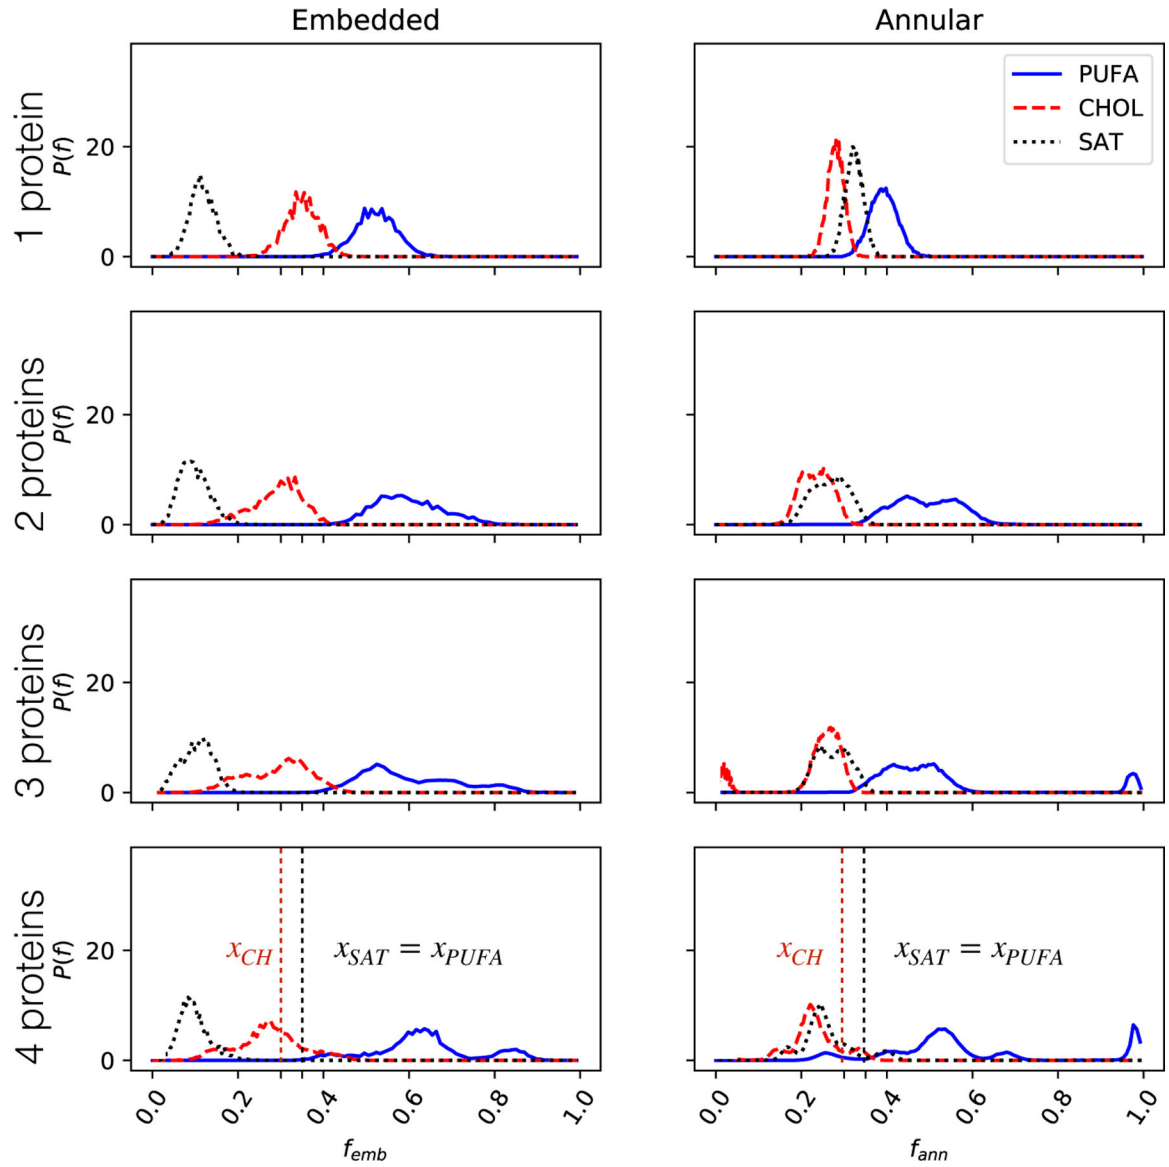 Embedded
Annular
1 protein
P(f)
20
0
PUFA
CHOL
SAT
2 proteins
P(f)
20
0
3 proteins
P(f)
20
0
4 proteins
P(f)
20
0
x_CH
x_SAT = x_PUFA
x_CH
x_SAT = x_PUFA
0.0 0.2 0.4 0.6 0.8 1.0
0.0 0.2 0.4 0.6 0.8 1.0
f_emb
f_ann